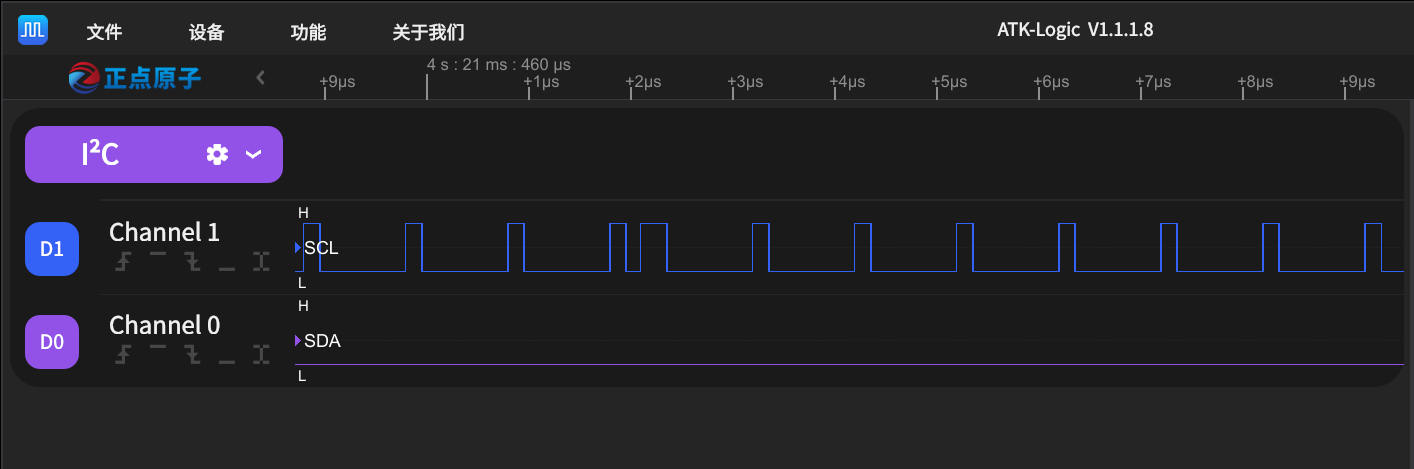 文件 设备 功能 关于我们 ATK-Logic V1.1.1.8
正点原子
4 s : 21 ms : 460 μs
+9μs +1μs +2μs +3μs +4μs +5μs +6μs +7μs +8μs +9μs
I²C
H
D1 Channel 1 SCL
L
H
D0 Channel 0 SDA
L